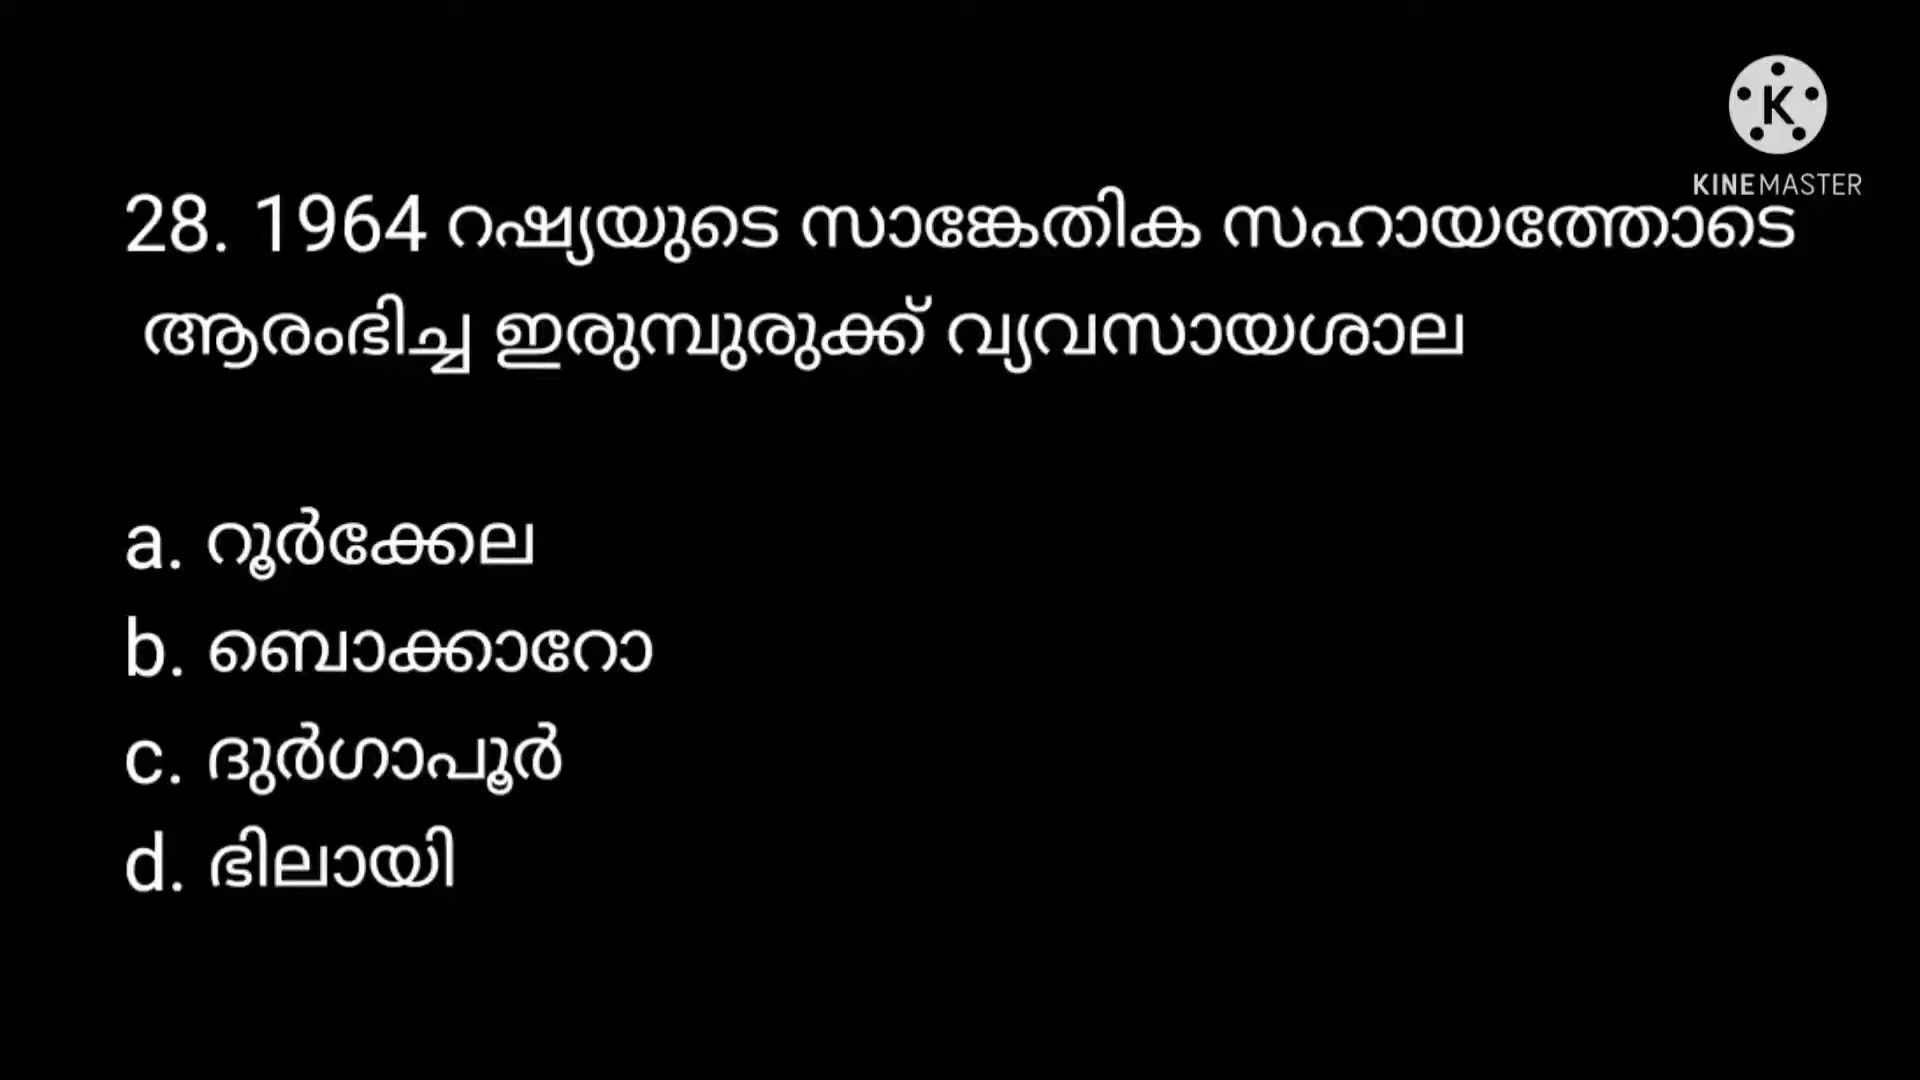 KINEMASTER
28. 1964 റഷ്യയുടെ സാങ്കേതിക സഹായത്തോടെ
ആരംഭിച്ച ഇരുമ്പുരുക്ക് വ്യവസായശാല
a. റൂർക്കേല
b. ബൊക്കാറോ
c. ദുർഗാപൂർ
d. ഭിലായി